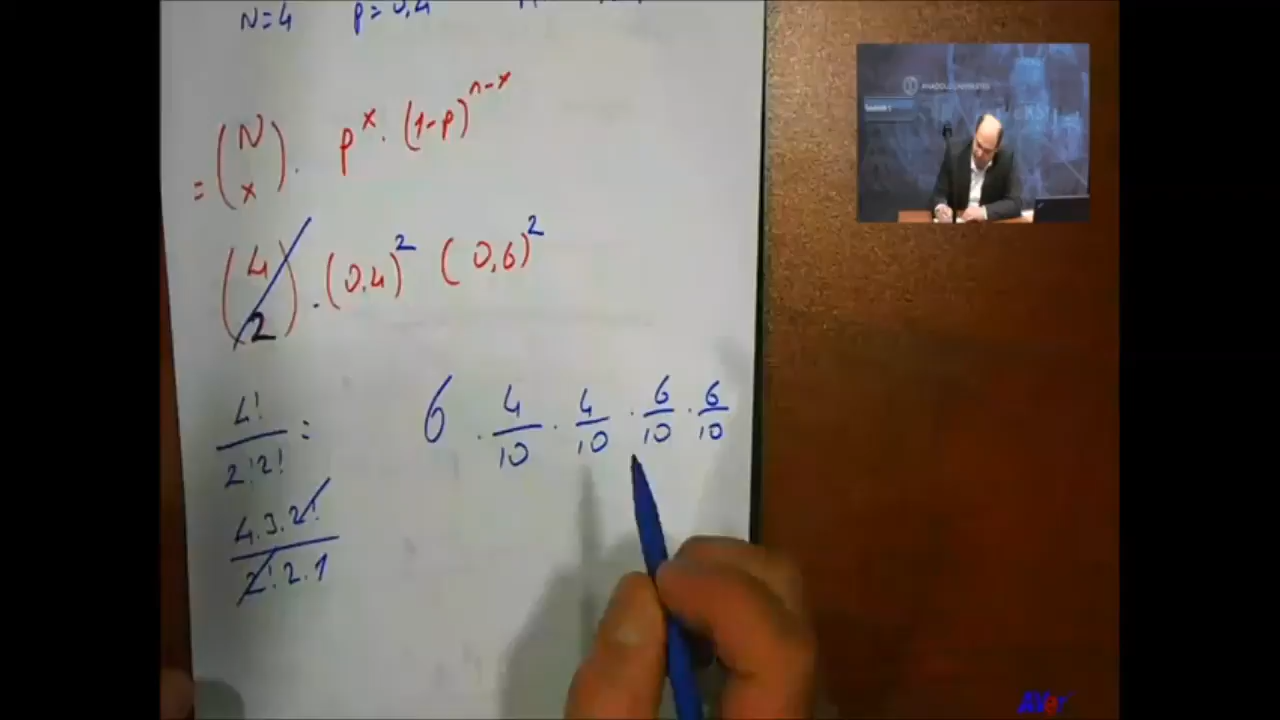 N=4 p=0,4
= (N x) . p^x . (1-p)^n-x
(4 2) . (0,4)^2 (0,6)^2
4!/2!2! =
6 . 4/10 . 4/10 . 6/10 . 6/10
4.3.2!/2!.2.1
AVer